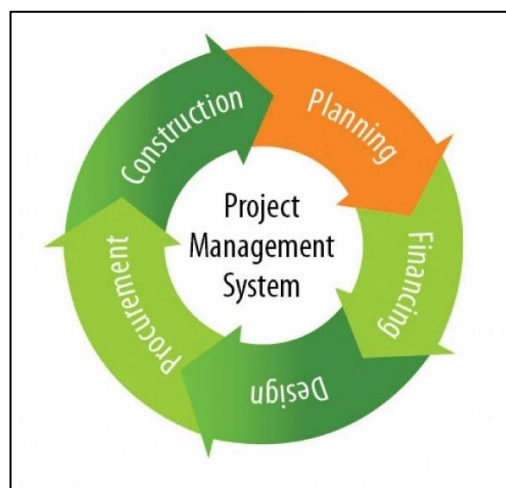 Planning
Financing
Design
Procurement
Construction
Project
Management
System